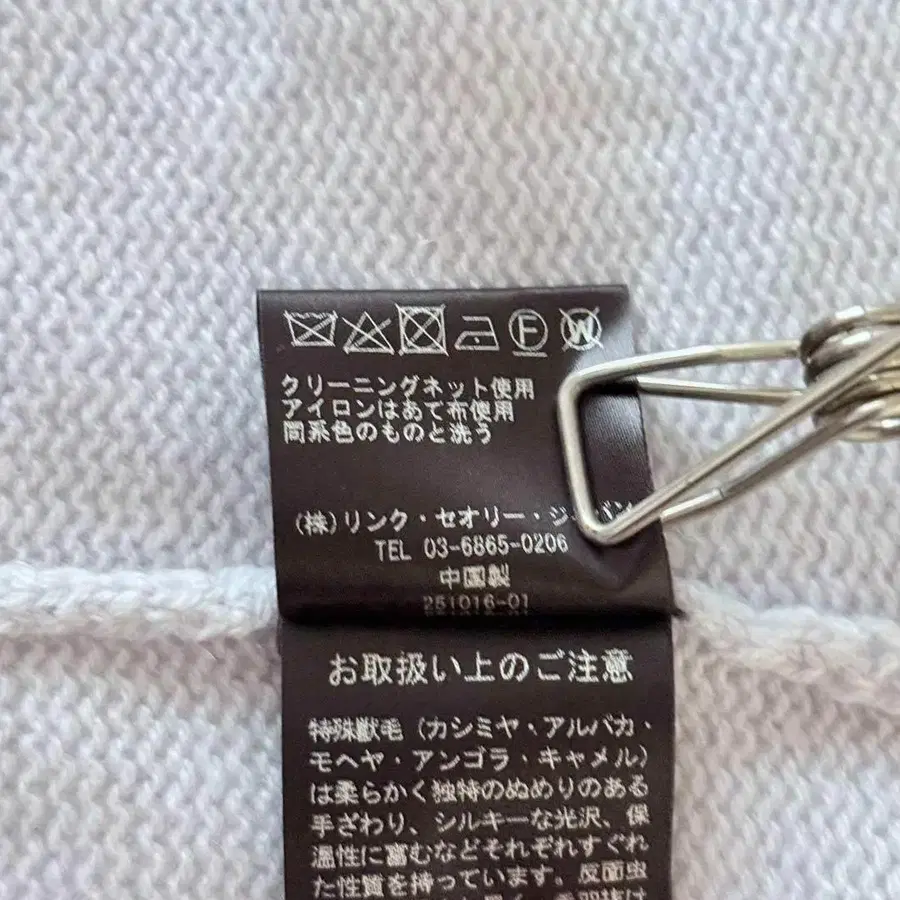 F W
クリーニングネット使用
アイロンはあて布使用
同系色のものと洗う
(株)リンク・セオリー・ジャパン
TEL 03-6865-0206
中国製
251016-01
お取扱い上のご注意
特殊獣毛(カシミヤ・アルパカ・
モヘヤ・アンゴラ・キャメル)
は柔らかく独特のぬめりのある
手ざわり、シルキーな光沢、保
温性に富むなどそれぞれすぐれ
た性質を持っています。反面虫